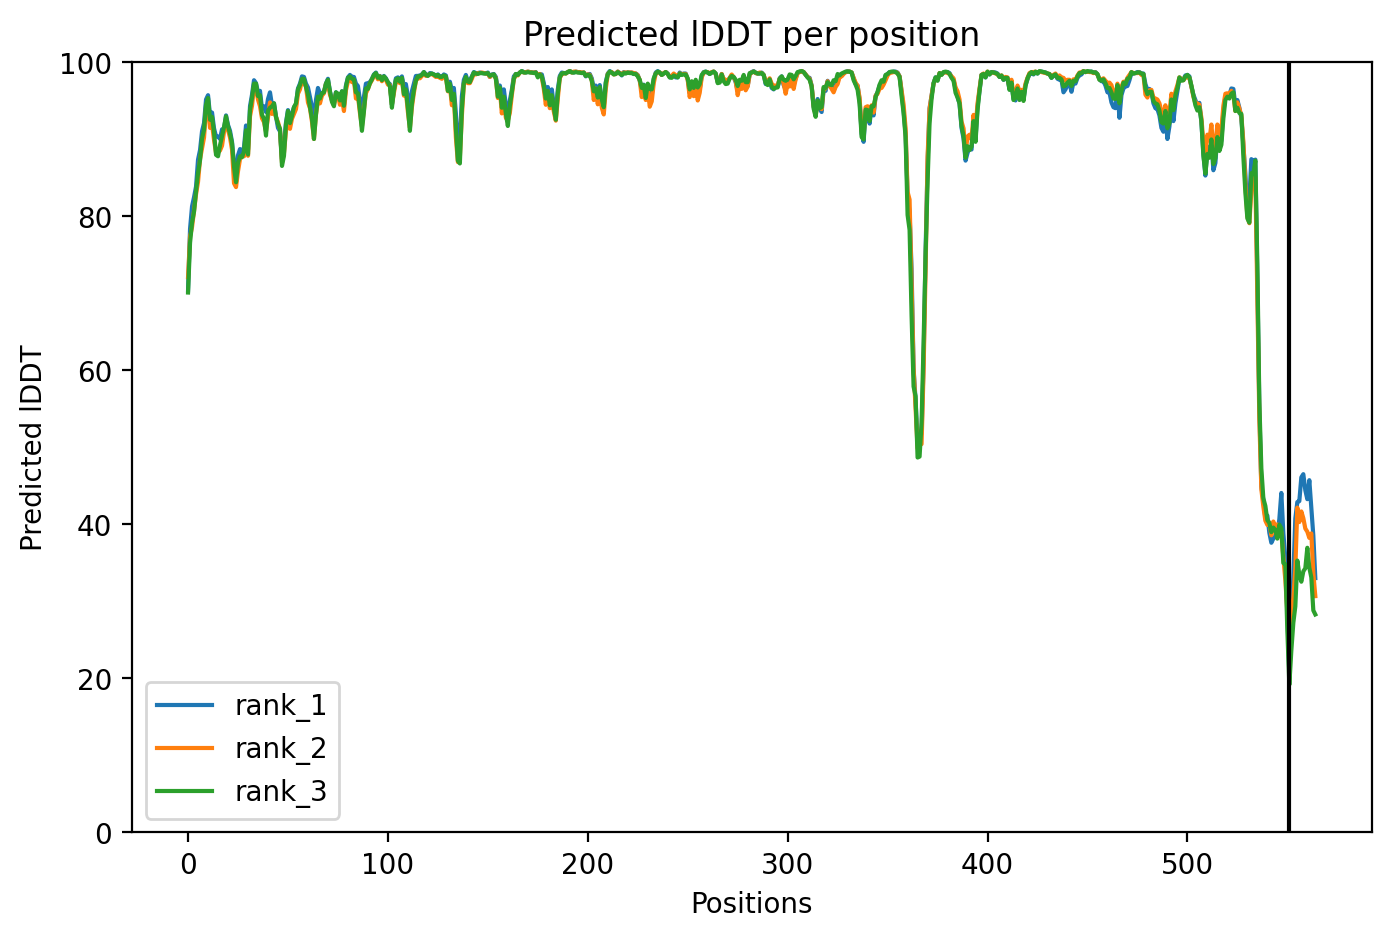 Predicted lDDT per position
100
80
60
40
20
0
Predicted lDDT
rank_1
rank_2
rank_3
0 100 200 300 400 500
Positions